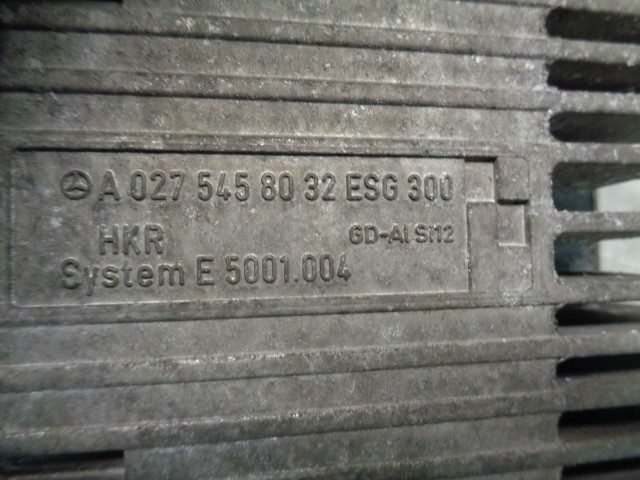 A 027 545 80 32 ESG 300
HKR GD-AlSi12
System E 5001.004